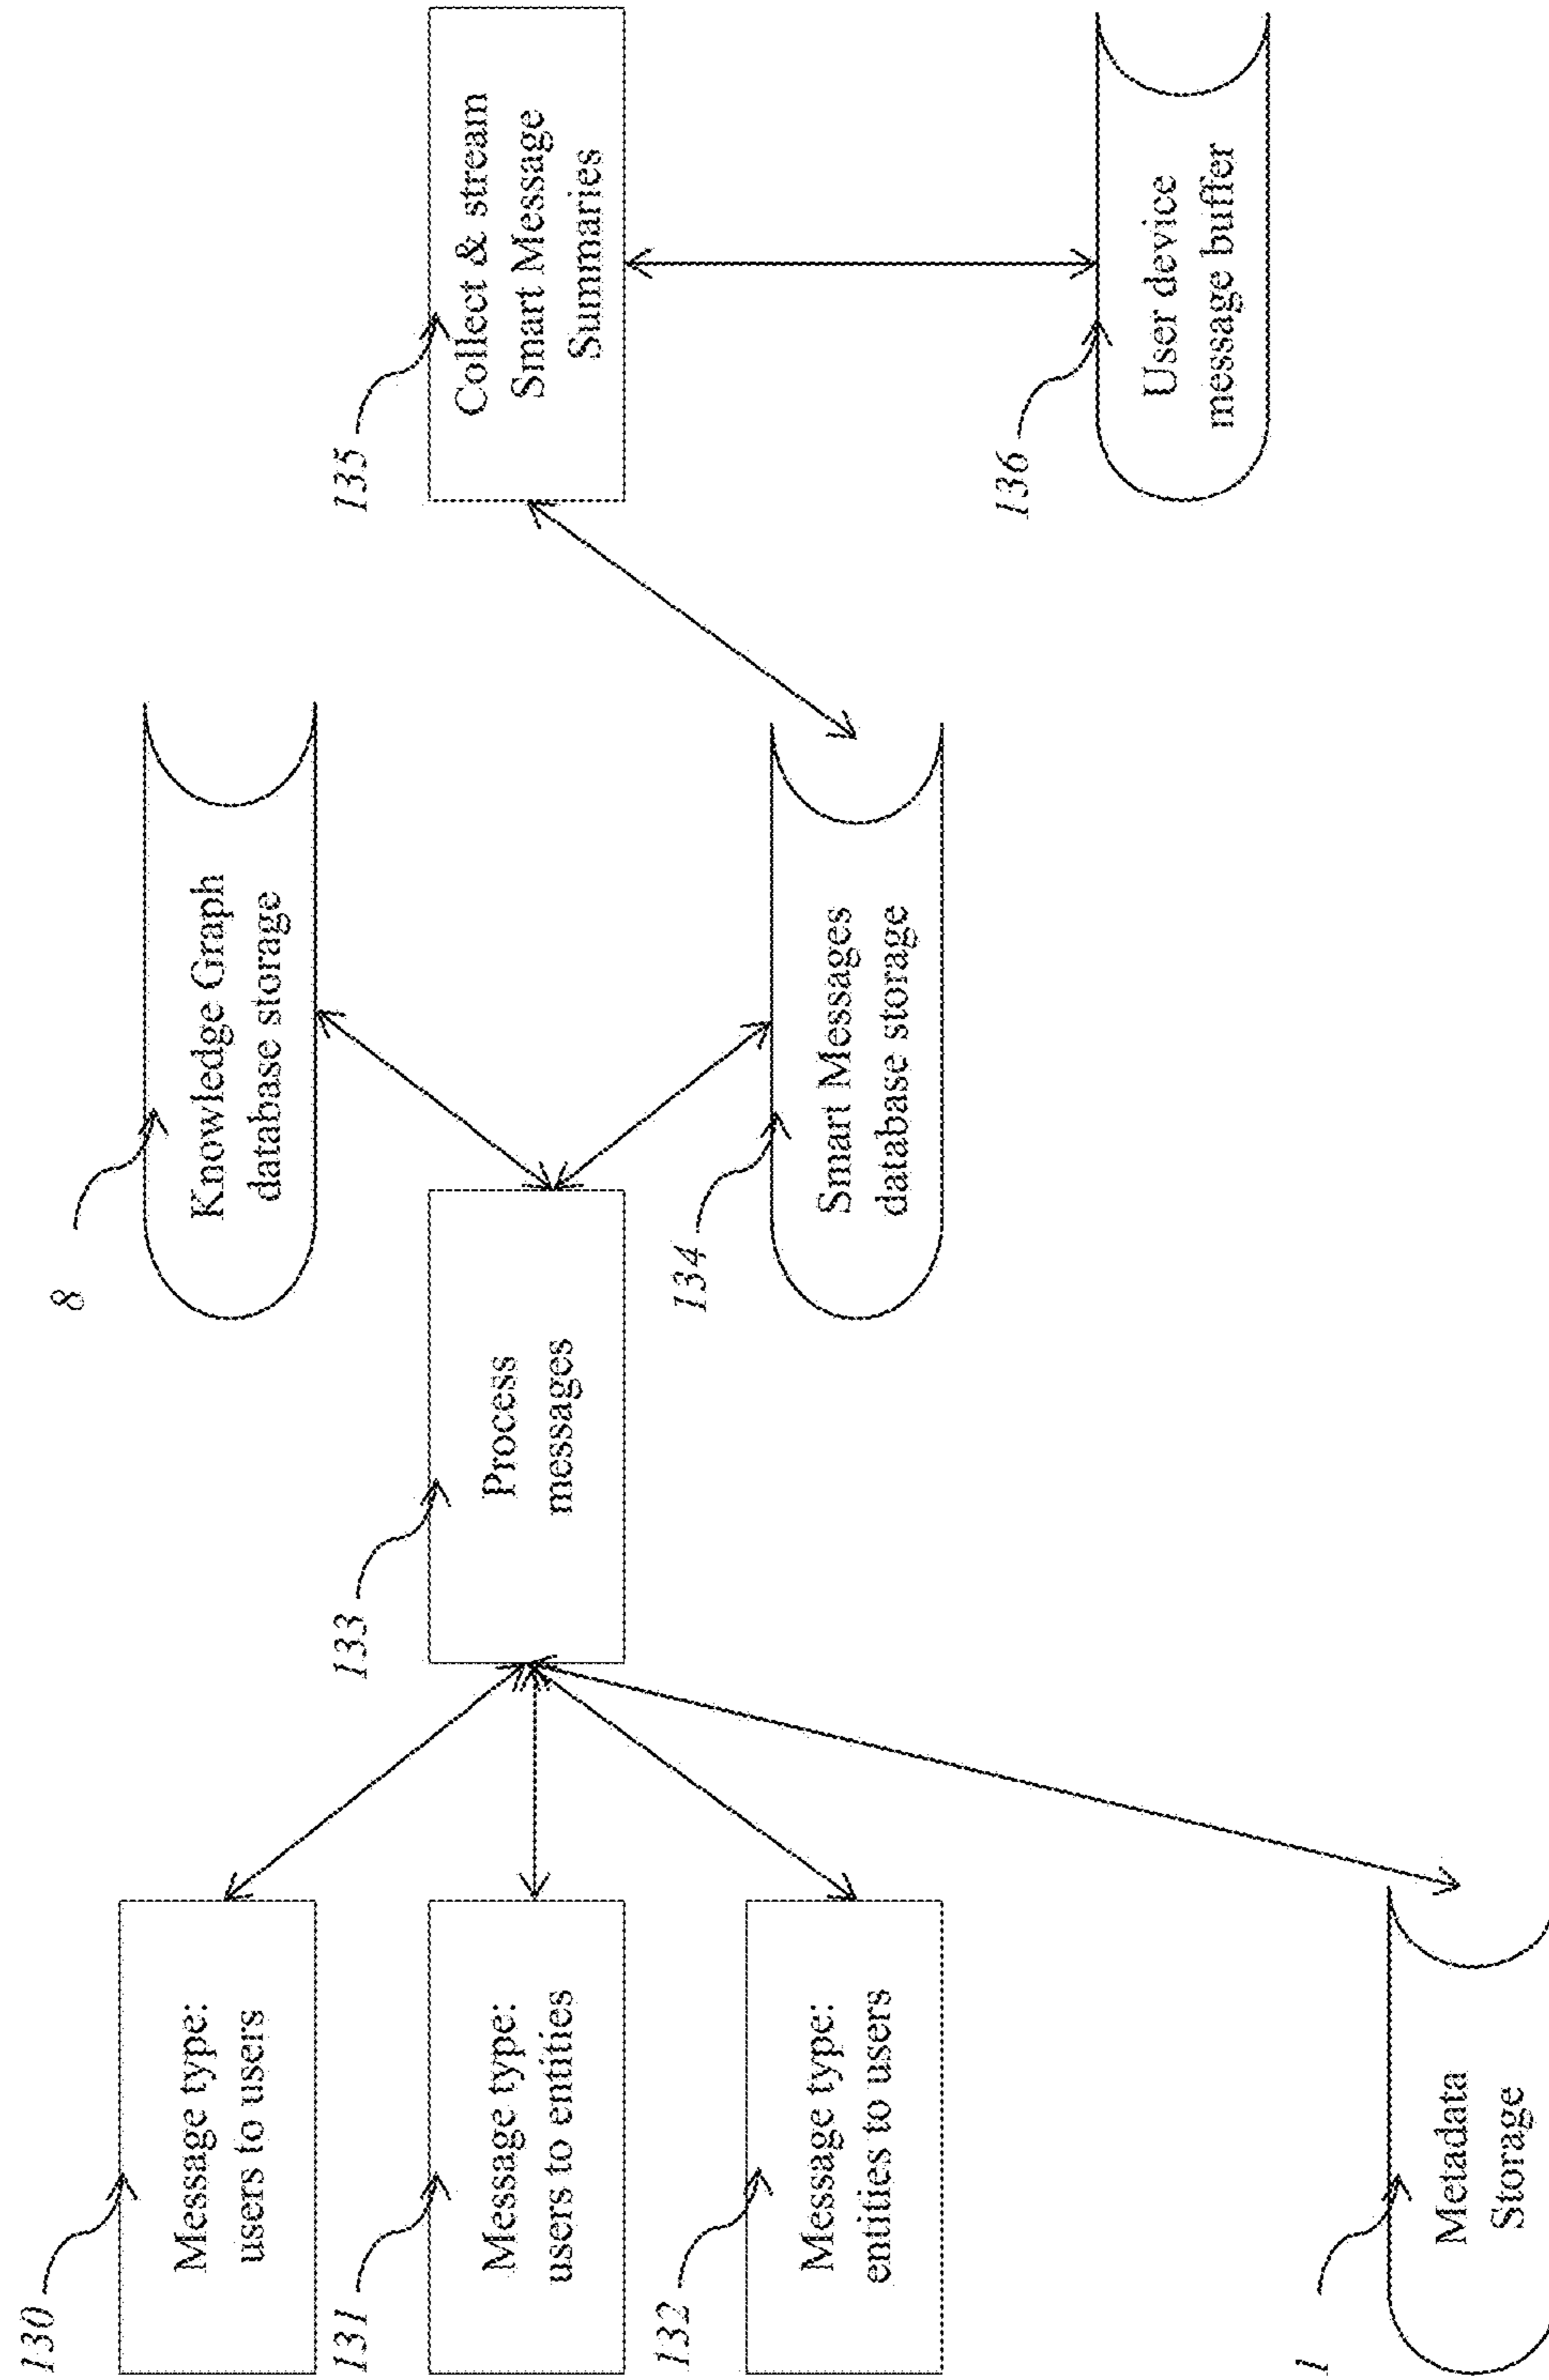 130
Message type:
users to users
131
Message type:
users to entities
132
Message type:
entities to users
1
Metadata
Storage
133
Process
messages
8
Knowledge Graph
database storage
134
Smart Messages
database storage
135
Collect & stream
Smart Message
Summaries
136
User device
message buffer